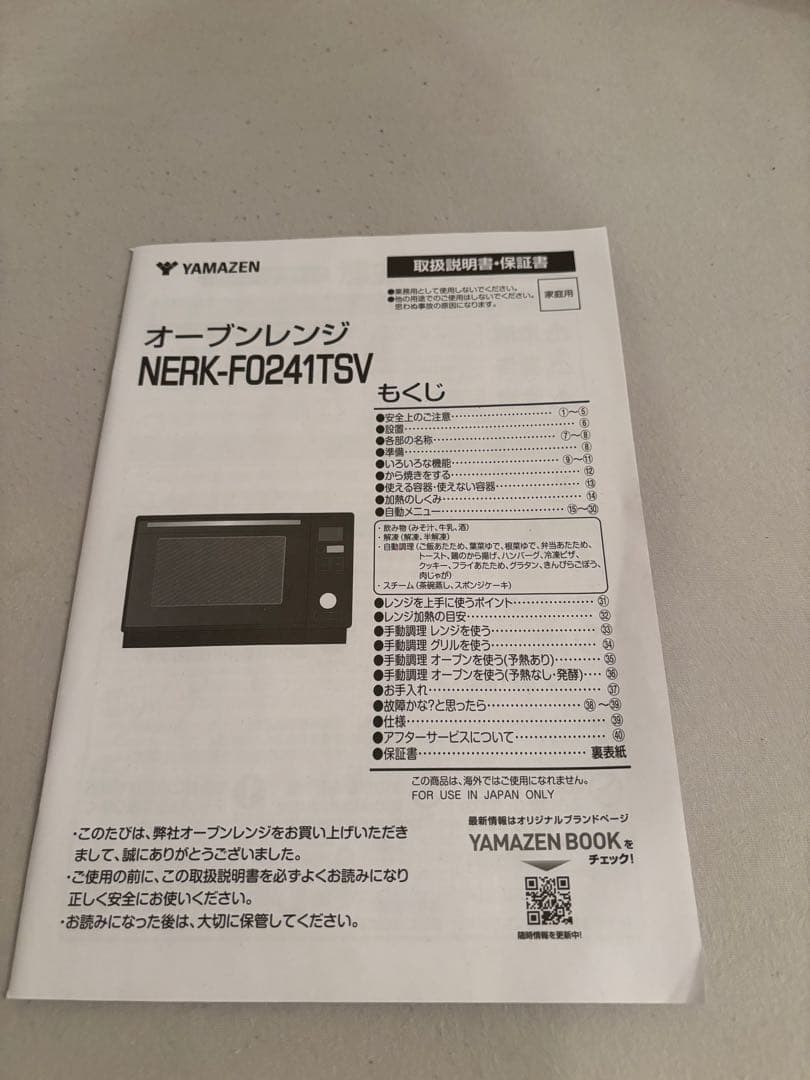 YAMAZEN
取扱説明書・保証書
●業務用として使用しないでください。
●他の用途でのご使用はしないでください。
思わぬ事故の原因になります。
家庭用
オーブンレンジ
NERK-F0241TSV
もくじ
●安全上のご注意 ①〜⑤
●設置 ⑥
●各部の名称 ⑦〜⑧
●準備 ⑧
●いろいろな機能 ⑨〜⑪
●から焼きをする ⑫
●使える容器・使えない容器 ⑬
●加熱のしくみ ⑭
●自動メニュー ⑮〜㉚
・飲み物(みそ汁、牛乳、酒)
・解凍(解凍、半解凍)
・自動調理(ご飯あたため、葉菜ゆで、根菜ゆで、弁当あたため、
トースト、鶏のから揚げ、ハンバーグ、冷凍ピザ、
クッキー、フライあたため、グラタン、きんぴらごぼう、
肉じゃが)
・スチーム(茶碗蒸し、スポンジケーキ)
●レンジを上手に使うポイント ㉛
●レンジ加熱の目安 ㉜
●手動調理 レンジを使う ㉝
●手動調理 グリルを使う ㉞
●手動調理 オーブンを使う(予熱あり) ㉟
●手動調理 オーブンを使う(予熱なし・発酵) ㊱
●お手入れ ㊲
●故障かな?と思ったら ㊳〜㊴
●仕様 ㊴
●アフターサービスについて ㊵
●保証書 裏表紙
この商品は、海外ではご使用になれません。
FOR USE IN JAPAN ONLY
・このたびは、弊社オーブンレンジをお買い上げいただき
まして、誠にありがとうございました。
・ご使用の前に、この取扱説明書を必ずよくお読みになり
正しく安全にお使いください。
・お読みになった後は、大切に保管してください。
最新情報はオリジナルブランドページ
YAMAZEN BOOKを
チェック!
随時情報を更新中!